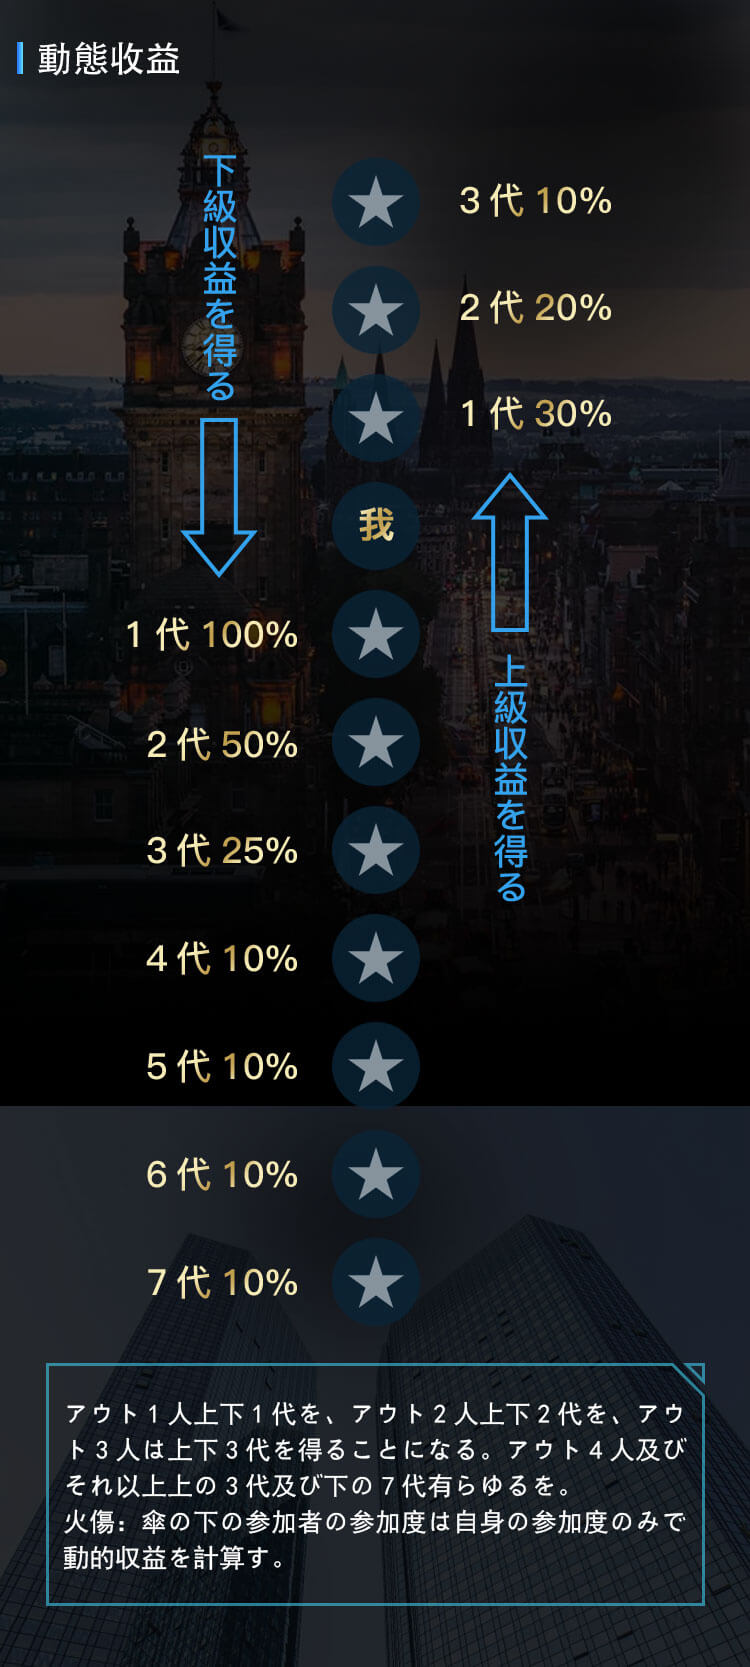 動態収益
下級収益を得る
3代 10%
2代 20%
1代 30%
我
1代 100%
2代 50%
上級収益を得る
3代 25%
4代 10%
5代 10%
6代 10%
7代 10%
アウト1人上下1代を、アウト2人上下2代を、アウ
ト3人は上下3代を得ることになる。アウト4人及び
それ以上上の3代及び下の7代有らゆるを。
火傷：傘の下の参加者の参加度は自身の参加度のみで
動的収益を計算す。